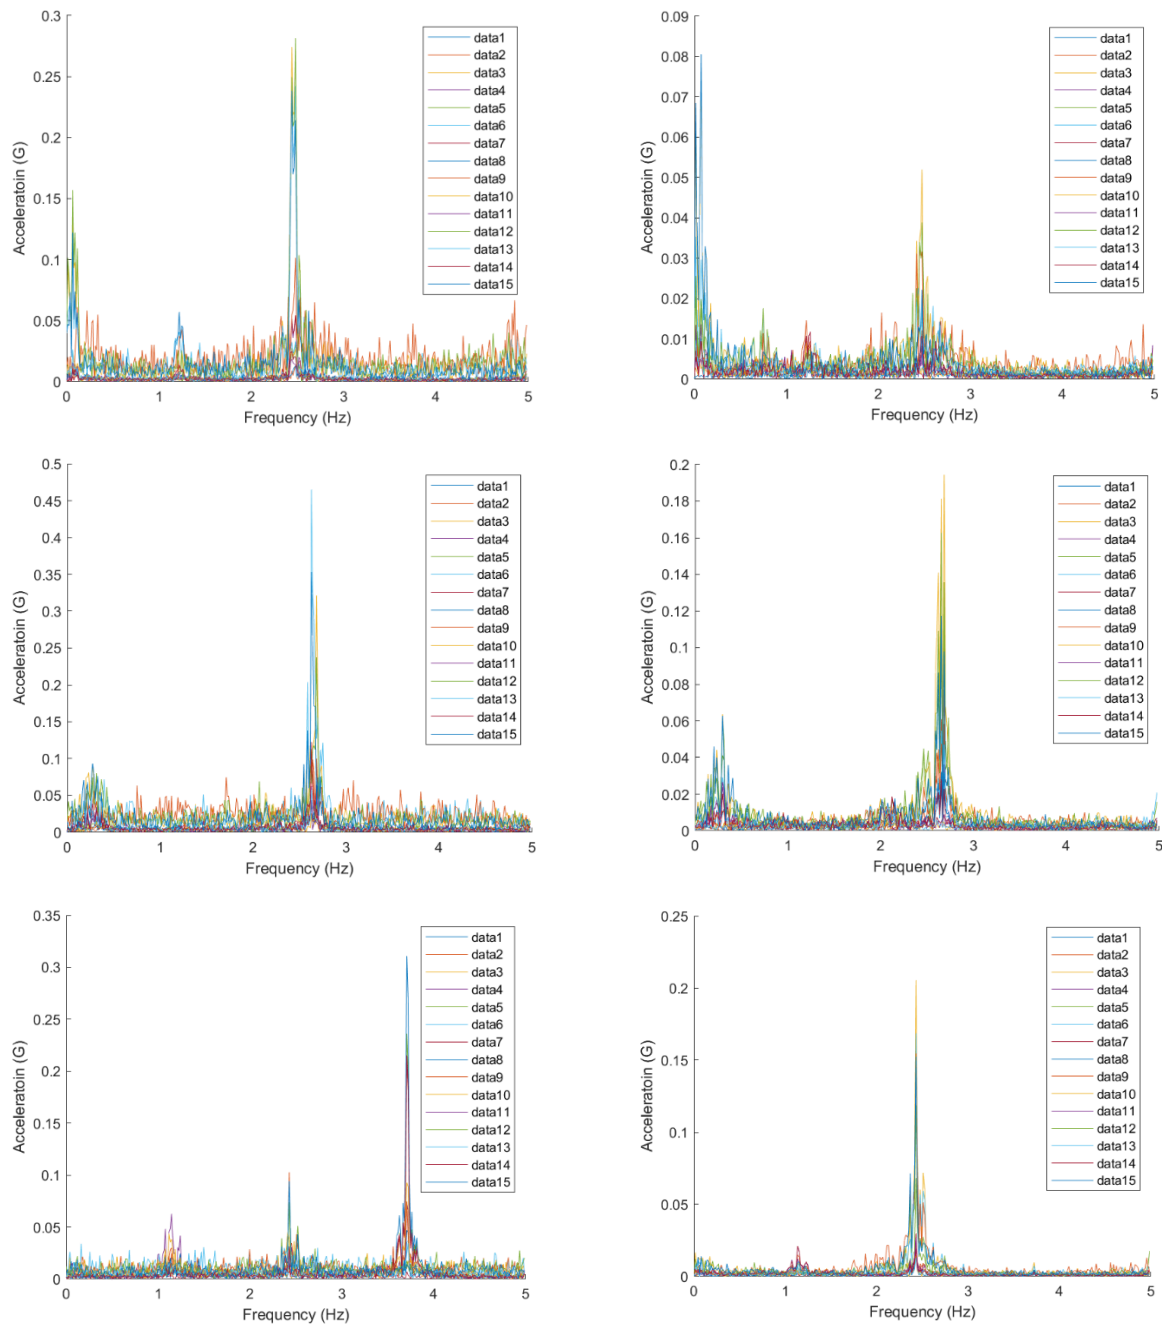 0.3
0.25
0.2
0.15
0.1
0.05
0
Acceleratoin (G)
data1
data2
data3
data4
data5
data6
data7
data8
data9
data10
data11
data12
data13
data14
data15
0 1 2 3 4 5
Frequency (Hz)
0.09
0.08
0.07
0.06
0.05
0.04
0.03
0.02
0.01
0
Acceleratoin (G)
data1
data2
data3
data4
data5
data6
data7
data8
data9
data10
data11
data12
data13
data14
data15
0 1 2 3 4 5
Frequency (Hz)
0.5
0.45
0.4
0.35
0.3
0.25
0.2
0.15
0.1
0.05
0
Acceleratoin (G)
data1
data2
data3
data4
data5
data6
data7
data8
data9
data10
data11
data12
data13
data14
data15
0 1 2 3 4 5
Frequency (Hz)
0.2
0.18
0.16
0.14
0.12
0.1
0.08
0.06
0.04
0.02
0
Acceleratoin (G)
data1
data2
data3
data4
data5
data6
data7
data8
data9
data10
data11
data12
data13
data14
data15
0 1 2 3 4 5
Frequency (Hz)
0.35
0.3
0.25
0.2
0.15
0.1
0.05
0
Acceleratoin (G)
data1
data2
data3
data4
data5
data6
data7
data8
data9
data10
data11
data12
data13
data14
data15
0 1 2 3 4 5
Frequency (Hz)
0.25
0.2
0.15
0.1
0.05
0
Acceleratoin (G)
data1
data2
data3
data4
data5
data6
data7
data8
data9
data10
data11
data12
data13
data14
data15
0 1 2 3 4 5
Frequency (Hz)